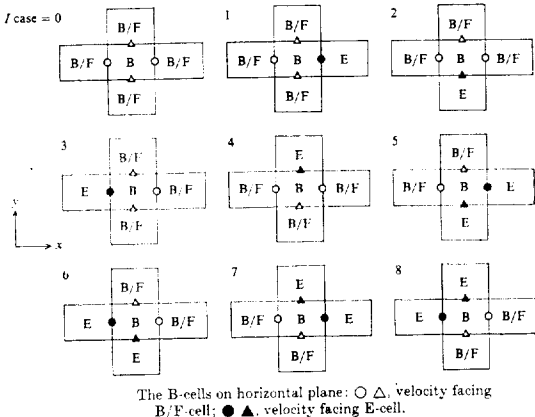 I case = 0
B/F
B/F B B/F
B/F
1
B/F
B/F B E
B/F
2
B/F
B/F B B/F
E
3
B/F
E B B/F
B/F
4
E
B/F B B/F
B/F
5
B/F
B/F B E
E
y
x
6
B/F
E B B/F
E
7
E
B/F B E
B/F
8
E
E B B/F
B/F
The B-cells on horizontal plane: ○ △, velocity facing
B/F-cell; ● ▲, velocity facing E-cell.